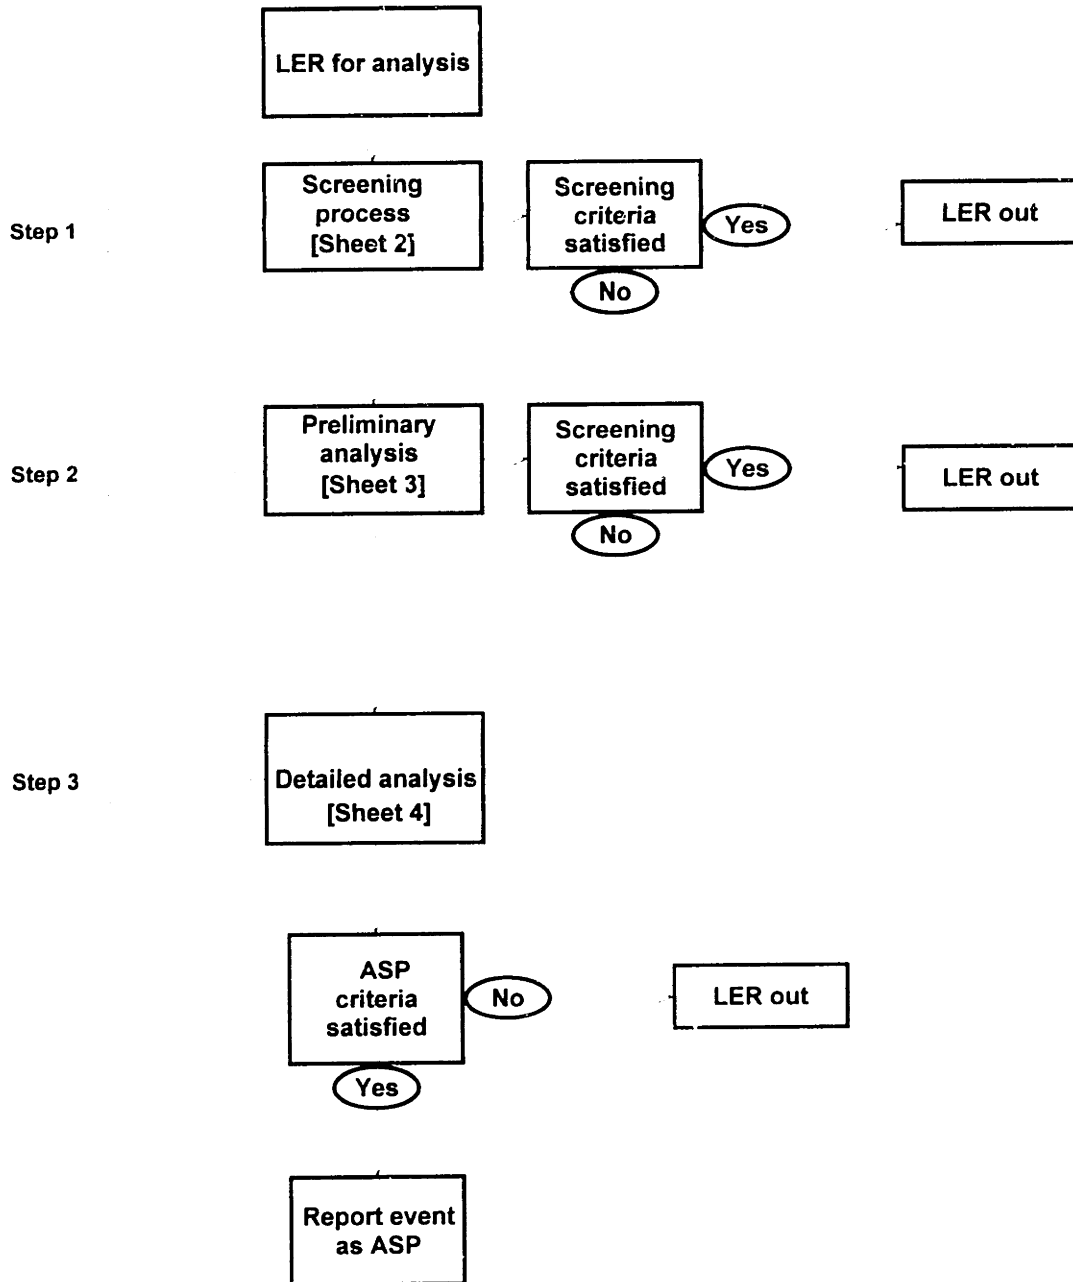 LER for analysis
Step 1
Screening
process
[Sheet 2]
Screening
criteria
satisfied
Yes
No
LER out
Step 2
Preliminary
analysis
[Sheet 3]
Screening
criteria
satisfied
Yes
No
LER out
Step 3
Detailed analysis
[Sheet 4]
ASP
criteria
satisfied
No
Yes
LER out
Report event
as ASP